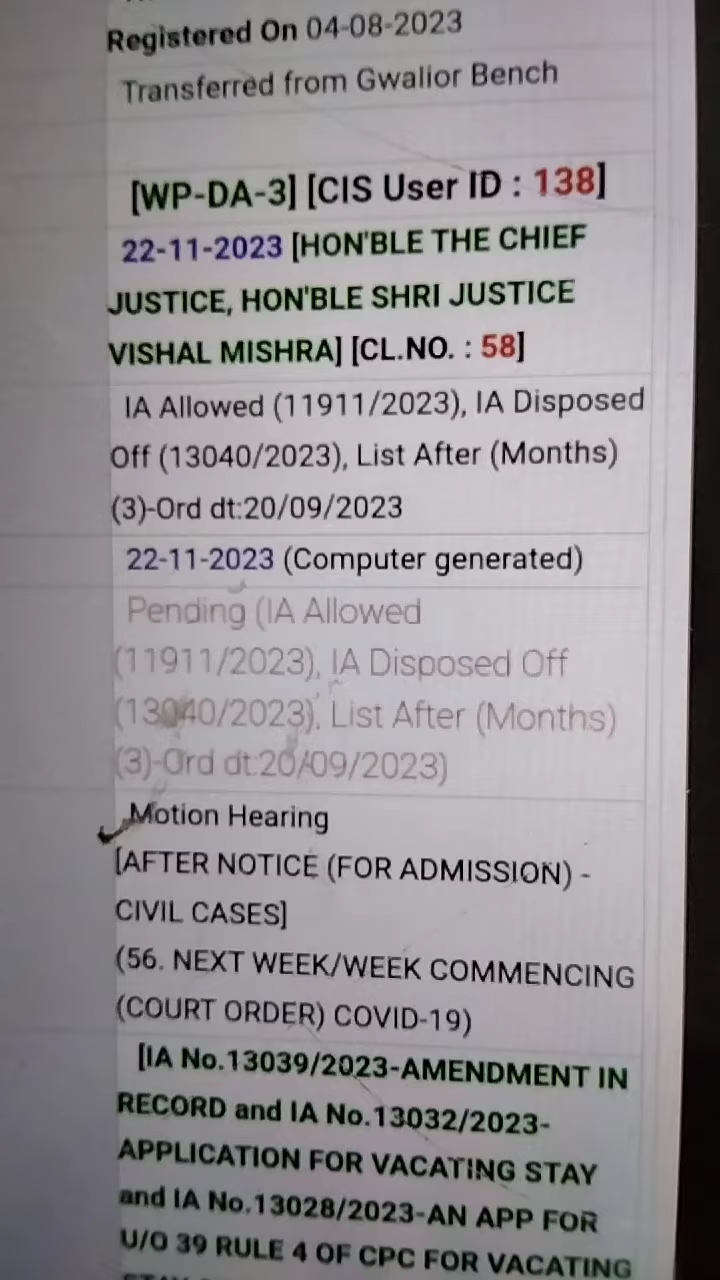 Registered On 04-08-2023
Transferred from Gwalior Bench
[WP-DA-3] [CIS User ID : 138]
22-11-2023 [HON'BLE THE CHIEF
JUSTICE, HON'BLE SHRI JUSTICE
VISHAL MISHRA] [CL.NO. : 58]
IA Allowed (11911/2023), IA Disposed
Off (13040/2023), List After (Months)
(3)-Ord dt:20/09/2023
22-11-2023 (Computer generated)
Pending (IA Allowed
(11911/2023), IA Disposed Off
(13040/2023), List After (Months)
(3)-Ord dt:20/09/2023)
Motion Hearing
[AFTER NOTICE (FOR ADMISSION) -
CIVIL CASES]
(56. NEXT WEEK/WEEK COMMENCING
(COURT ORDER) COVID-19)
[IA No.13039/2023-AMENDMENT IN
RECORD and IA No.13032/2023-
APPLICATION FOR VACATING STAY
and IA No.13028/2023-AN APP FOR
U/O 39 RULE 4 OF CPC FOR VACATING